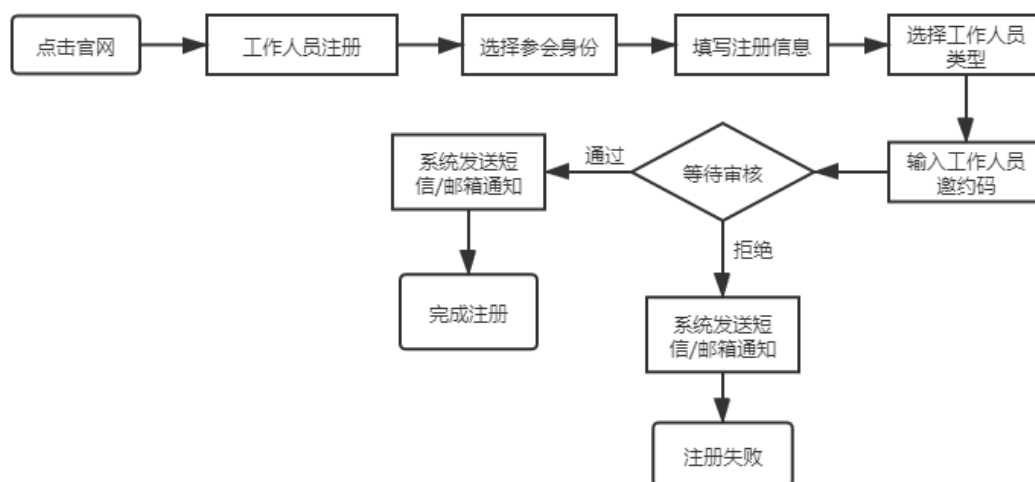 点击官网
工作人员注册
选择参会身份
填写注册信息
选择工作人员
类型
输入工作人员
邀约码
等待审核
通过
系统发送短
信/邮箱通知
完成注册
拒绝
系统发送短
信/邮箱通知
注册失败